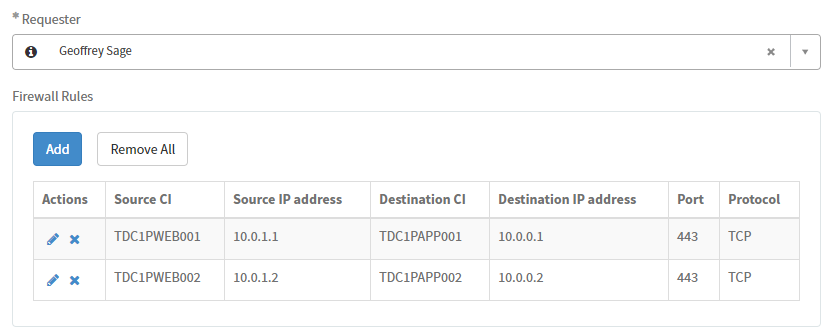 * Requester
Geoffrey Sage
Firewall Rules
Add Remove All
Actions Source CI Source IP address Destination CI Destination IP address Port Protocol
TDC1PWEB001 10.0.1.1 TDC1PAPP001 10.0.0.1 443 TCP
TDC1PWEB002 10.0.1.2 TDC1PAPP002 10.0.0.2 443 TCP